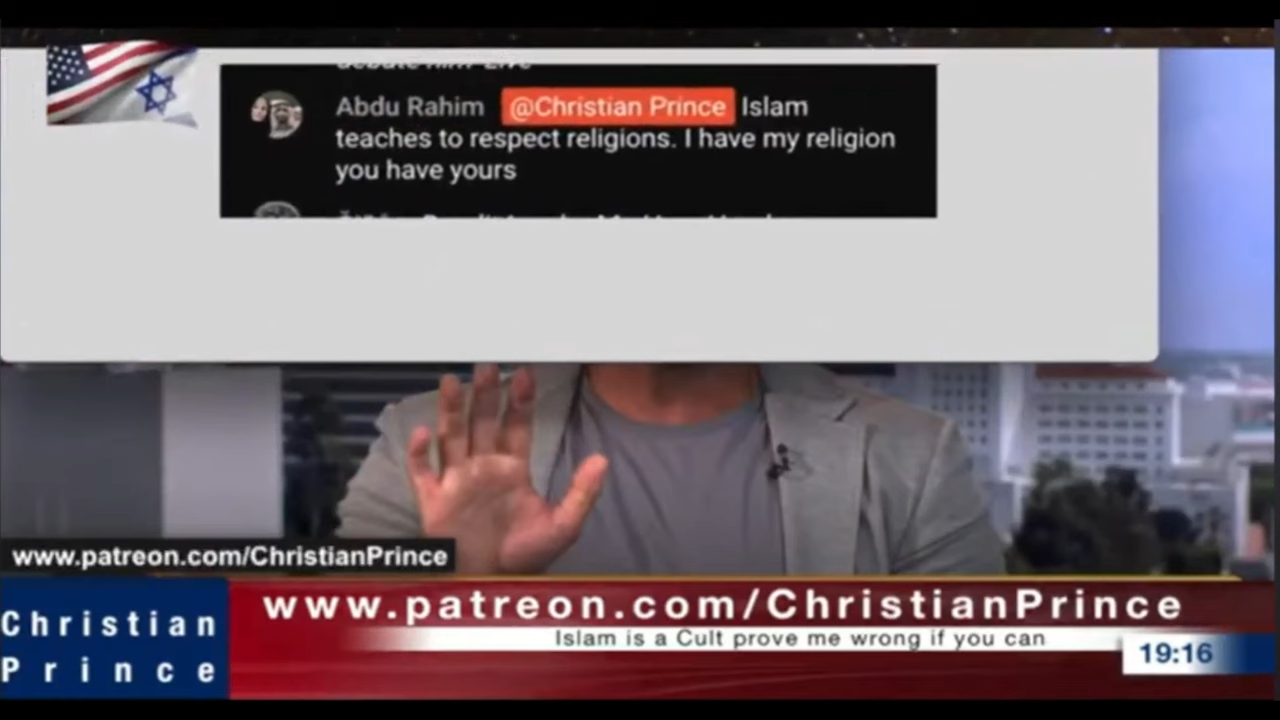 Abdu Rahim @Christian Prince Islam
teaches to respect religions. I have my religion
you have yours
www.patreon.com/ChristianPrince
www.patreon.com/ChristianPrince
Islam is a Cult prove me wrong if you can
Christian
Prince
19:16